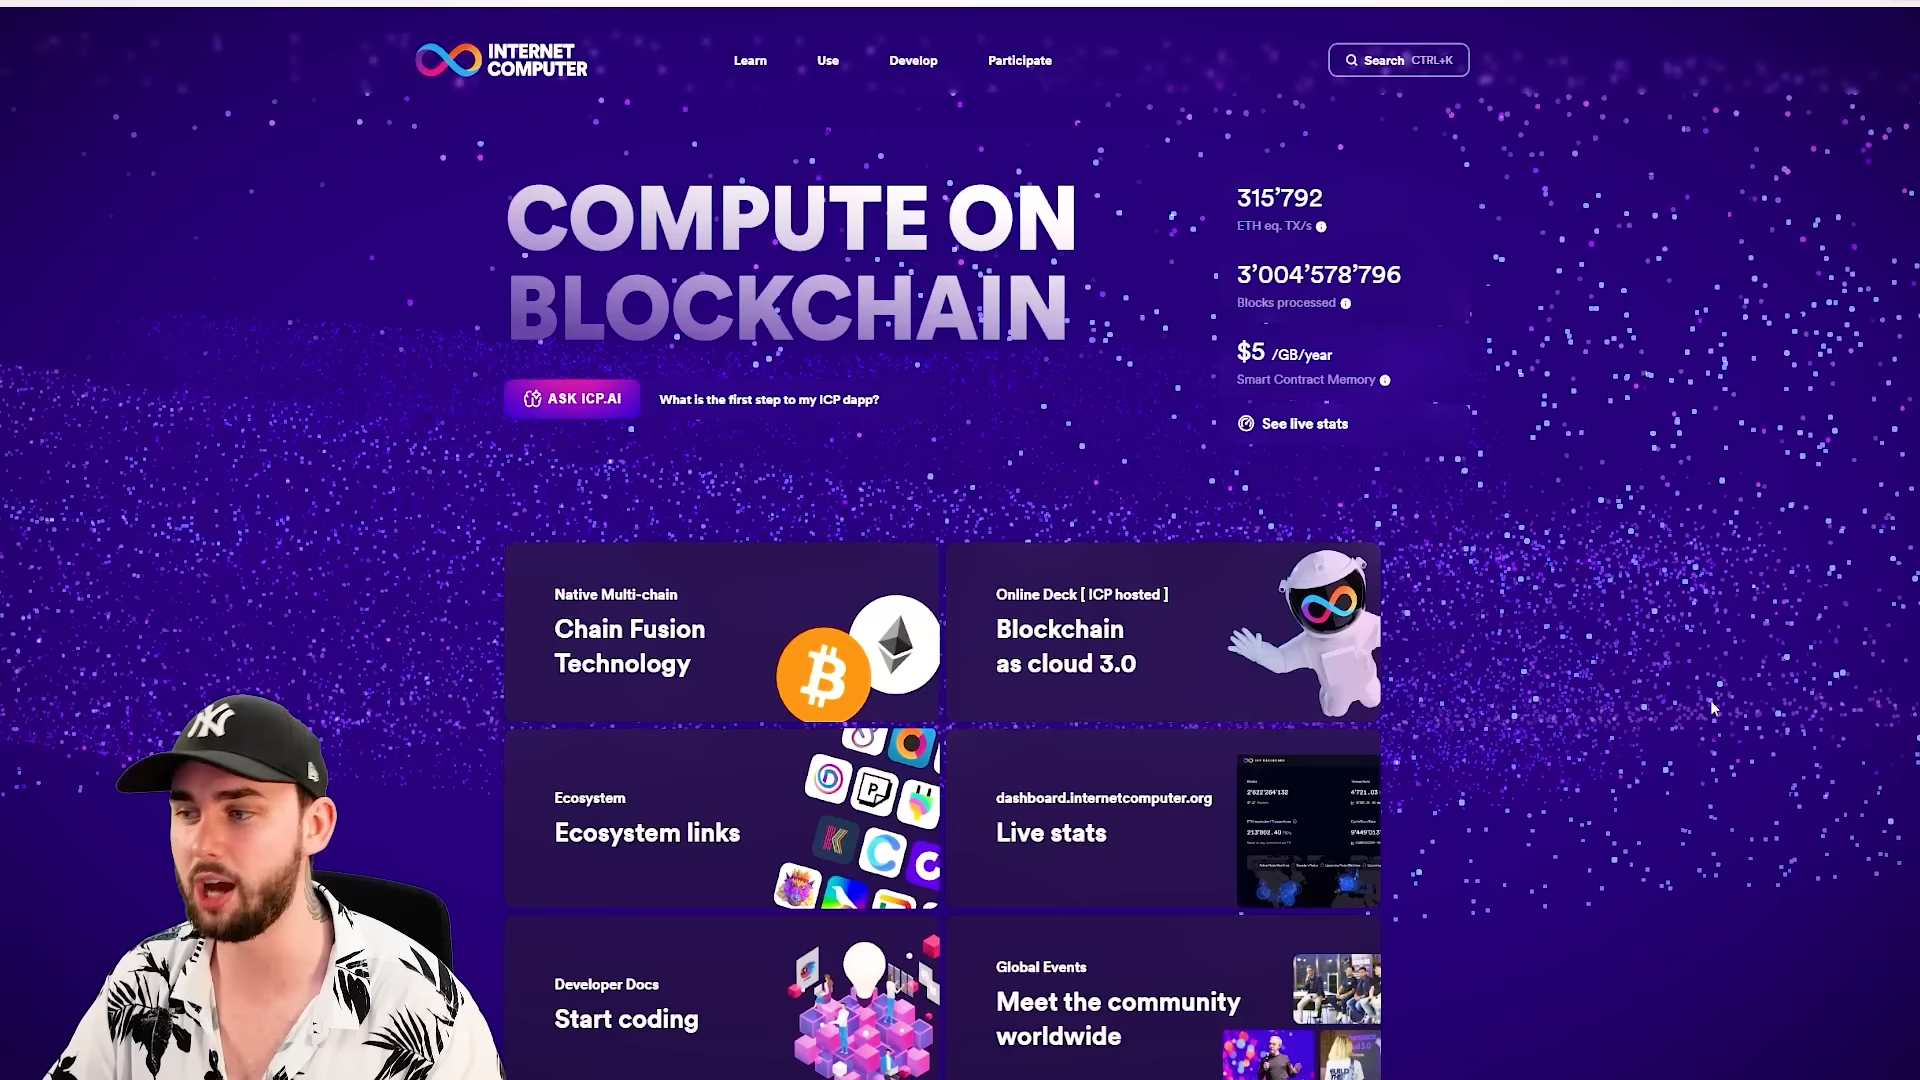 INTERNET
COMPUTER
Learn
Use
Develop
Participate
Search CTRL+K
COMPUTE ON
BLOCKCHAIN
ASK ICP.AI
What is the first step to my ICP dapp?
315’792
ETH eq. TX/s
3’004’578’796
Blocks processed
$5 /GB/year
Smart Contract Memory
See live stats
Native Multi-chain
Chain Fusion
Technology
Online Deck [ ICP hosted ]
Blockchain
as cloud 3.0
Ecosystem
Ecosystem links
dashboard.internetcomputer.org
Live stats
2'622'264'132
Developer Docs
Start coding
Global Events
Meet the community
worldwide